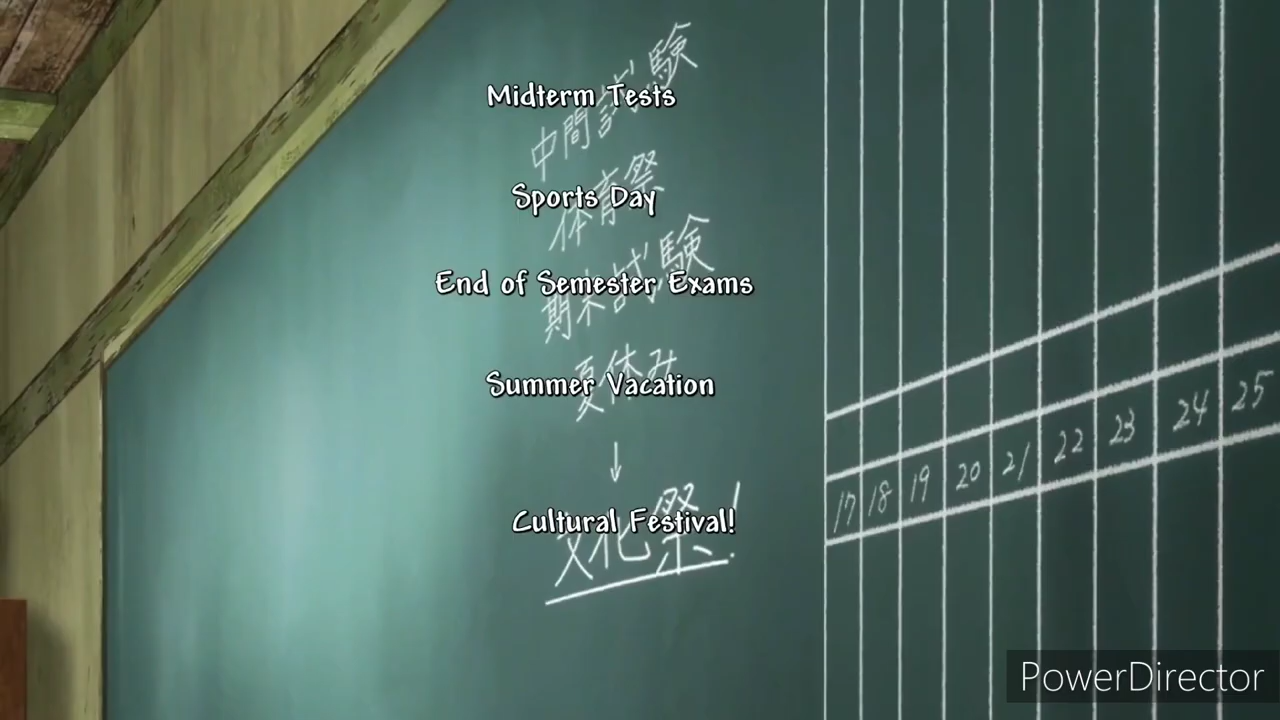 Midterm Tests
中間試験
Sports Day
体育祭
End of Semester Exams
期末試験
Summer Vacation
夏休み
↓
Cultural Festival!
文化祭!
17 18 19 20 21 22 23 24 25
PowerDirector